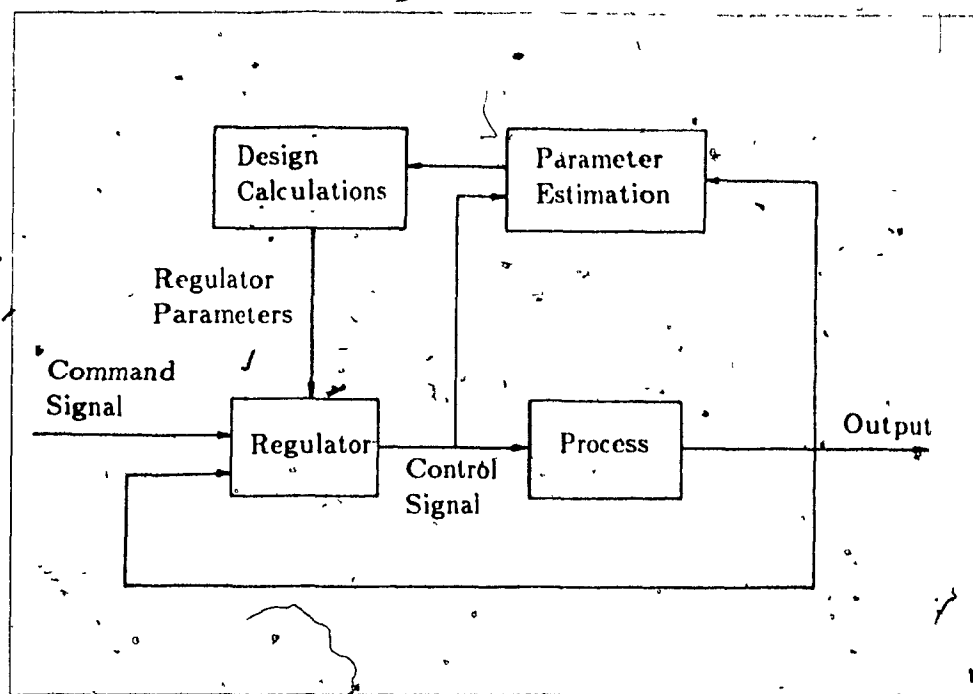 Design
Calculations
Parameter
Estimation
Regulator
Parameters
Command
Signal
Regulator
Control
Signal
Process
Output